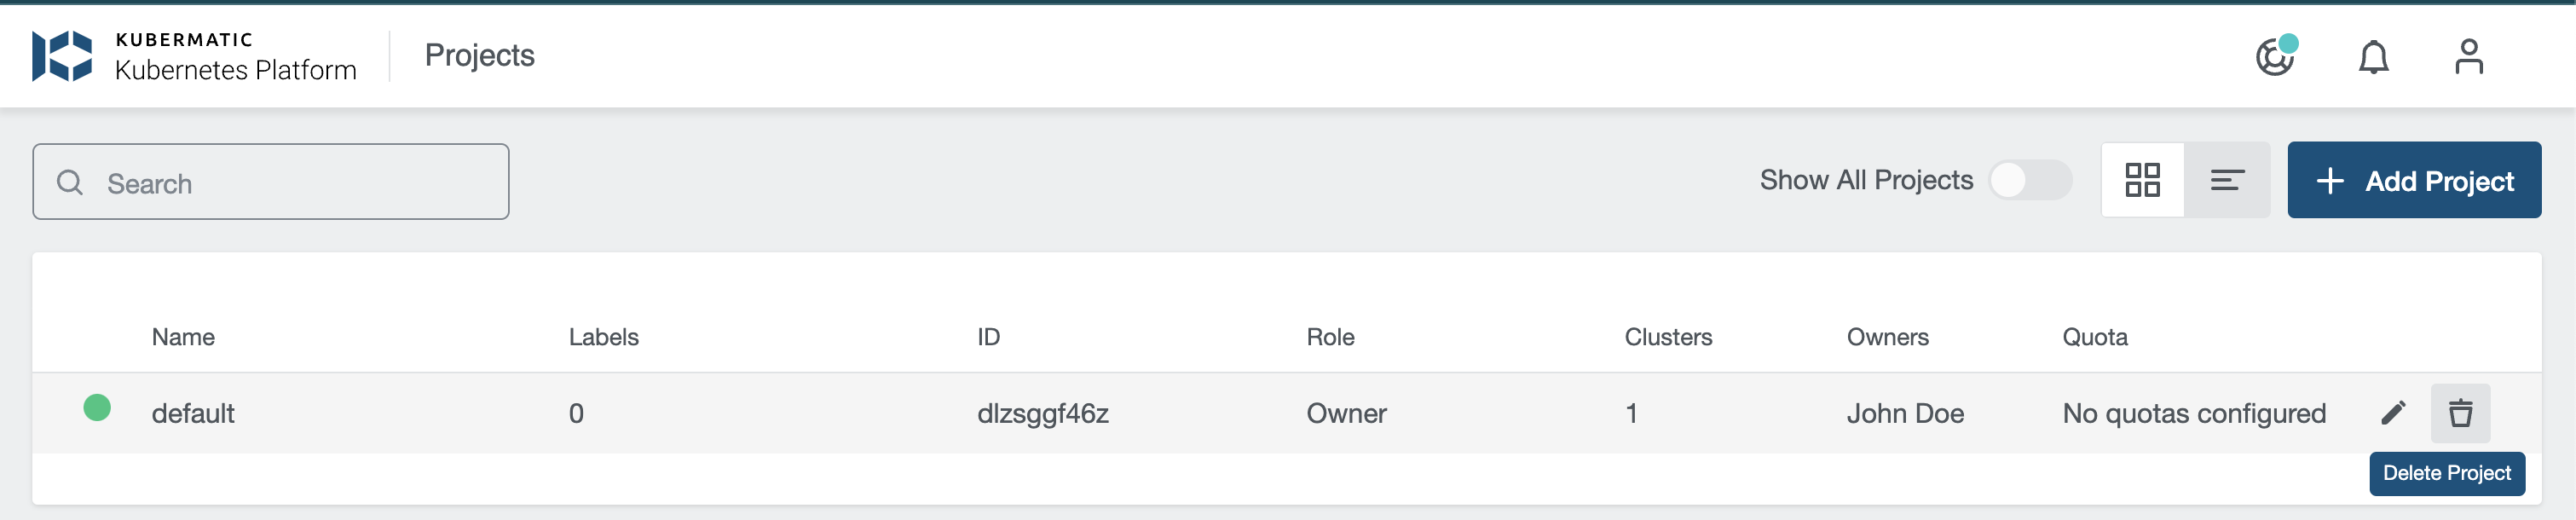 KUBERMATIC
Kubernetes Platform
Projects
Search
Show All Projects
Add Project
Name Labels ID Role Clusters Owners Quota
default 0 dlzsggf46z Owner 1 John Doe No quotas configured
Delete Project